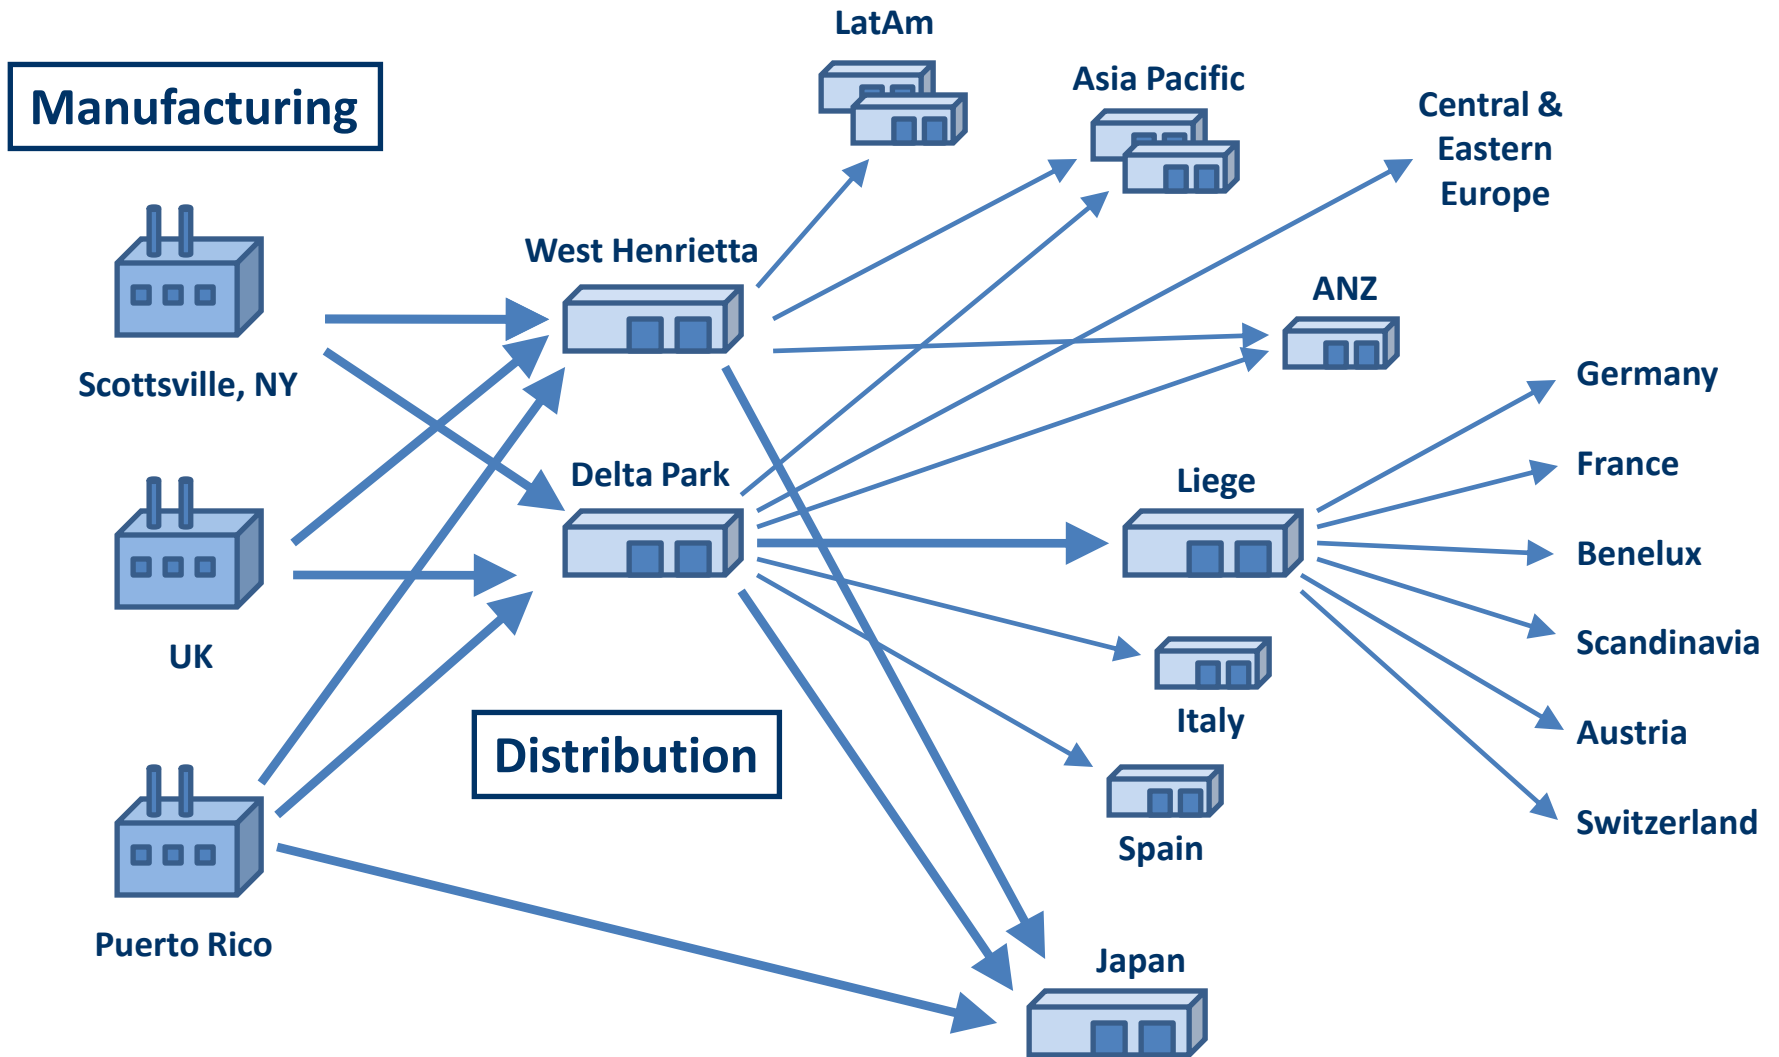 LatAm
Manufacturing
Asia Pacific
Central &
Eastern
Europe
West Henrietta
ANZ
Scottsville, NY
Germany
Delta Park
Liege
France
Benelux
UK
Scandinavia
Italy
Distribution
Austria
Spain
Switzerland
Puerto Rico
Japan